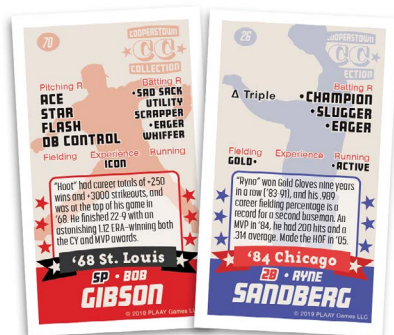 70
COOPERSTOWN
CC
COLLECTION
Pitching R
ACE
STAR
FLASH
DB CONTROL
Batting R
• SAD SACK
UTILITY
SCRAPPER
• EAGER
WHIFFER
Fielding Experience Running
ICON
"Hoot" had career totals of +250
wins and +3000 strikeouts, and
was at the top of his game in
'68. He finished 22-9 with an
astonishing 1.12 ERA-winning both
the CY and MVP awards.
'68 St. Louis
SP • BOB
GIBSON
© 2019 PLAAY Games LLC
26
COOPERSTOWN
CC
ECTION
Batting R
Δ Triple
• CHAMPION
• SLUGGER
• EAGER
Fielding Experience Running
GOLD •
• ACTIVE
"Ryno" won Gold Gloves nine years
in a row ('83-91), and his .989
career fielding percentage is a
record for a second baseman. An
MVP in '84, he had 200 hits and a
.314 average. Made the HOF in '05.
'84 Chicago
2B • RYNE
SANDBERG
© 2019 PLAAY Games LLC